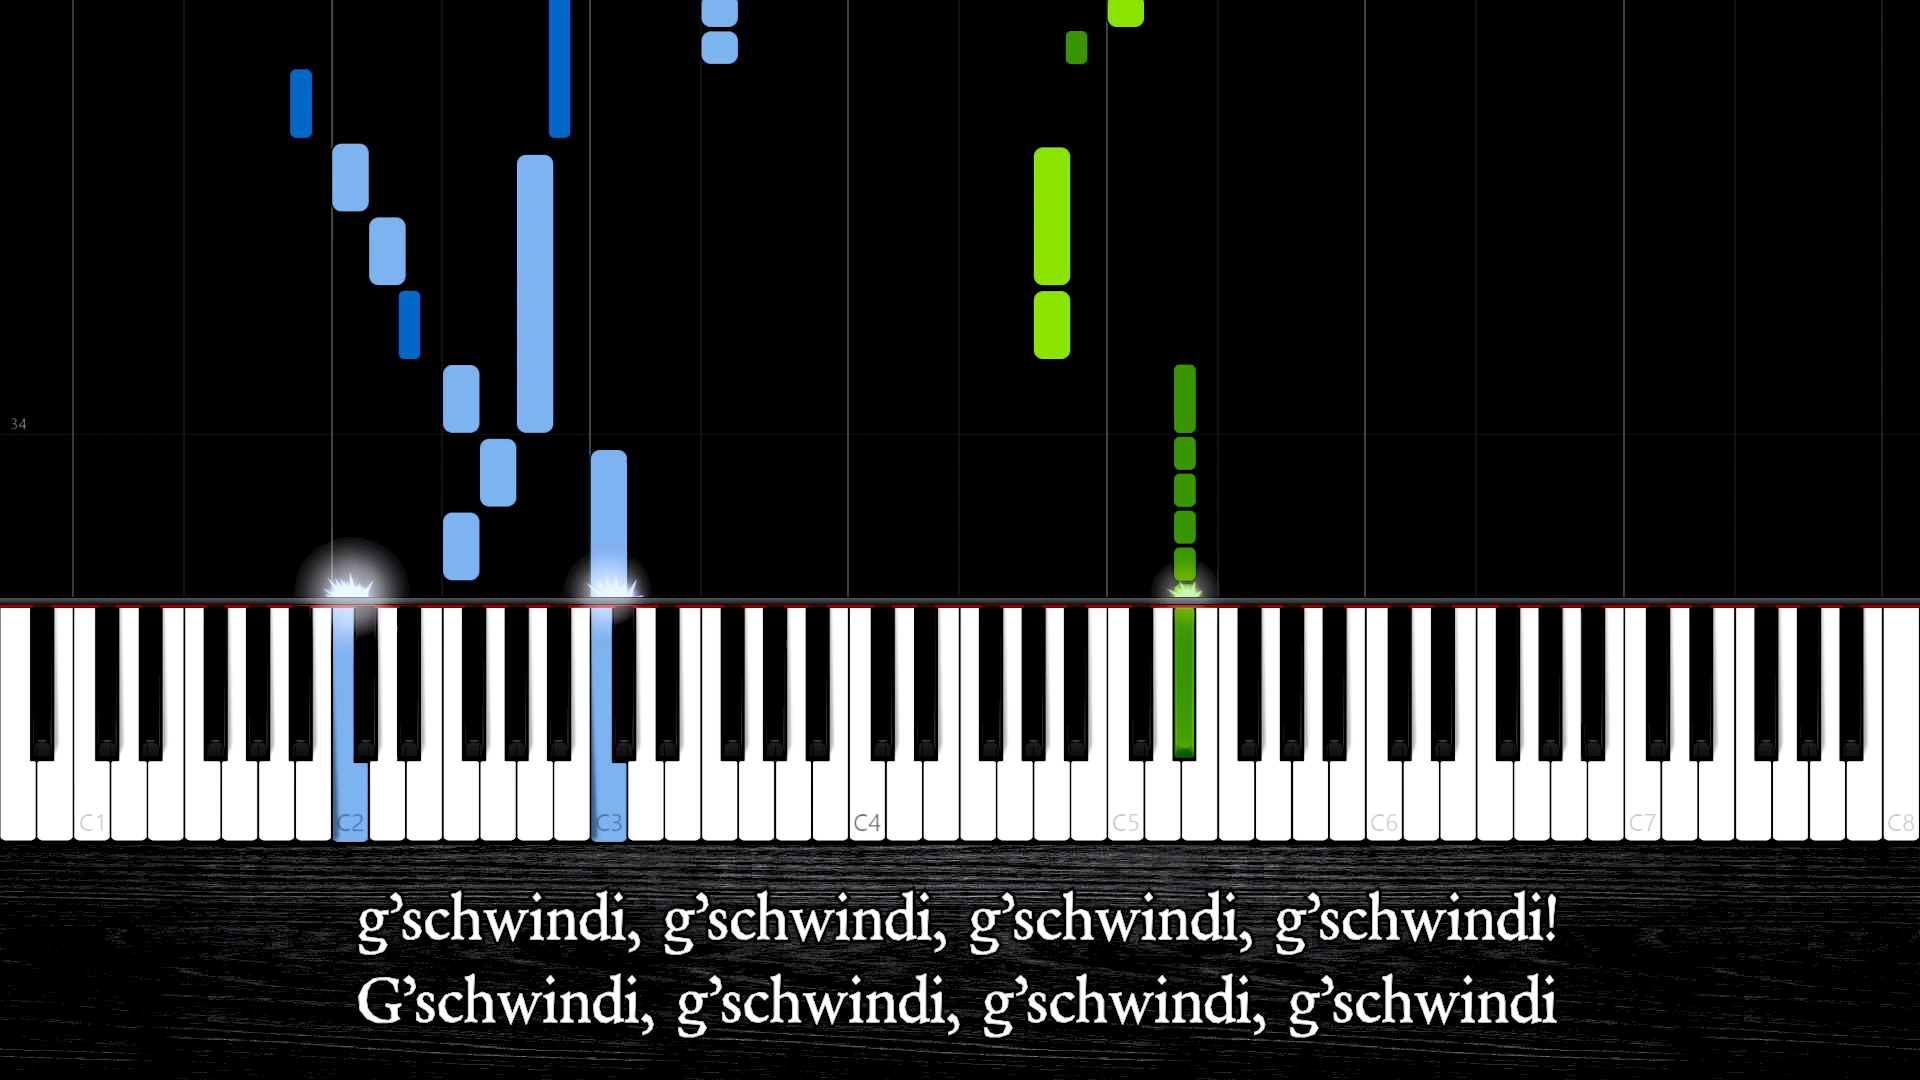 34
C1 C2 C3 C4 C5 C6 C7 C8
g’schwindi, g’schwindi, g’schwindi, g’schwindi!
G’schwindi, g’schwindi, g’schwindi, g’schwindi